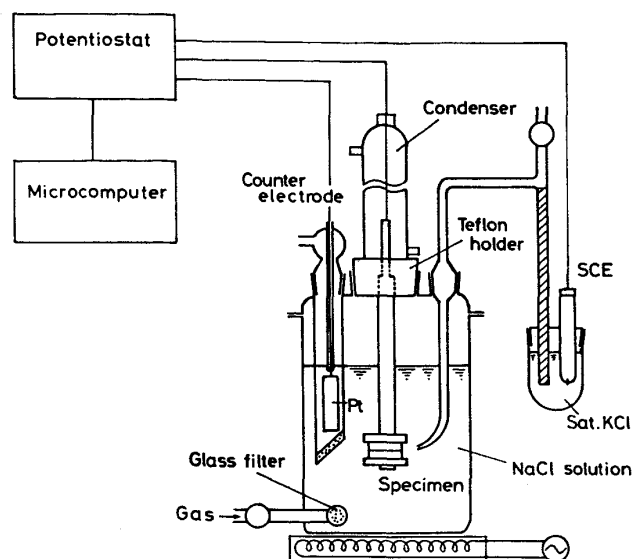 Potentiostat
Microcomputer
Condenser
Counter
electrode
Teflon
holder
SCE
Pt
Sat.KCl
Glass filter
NaCl solution
Specimen
Gas